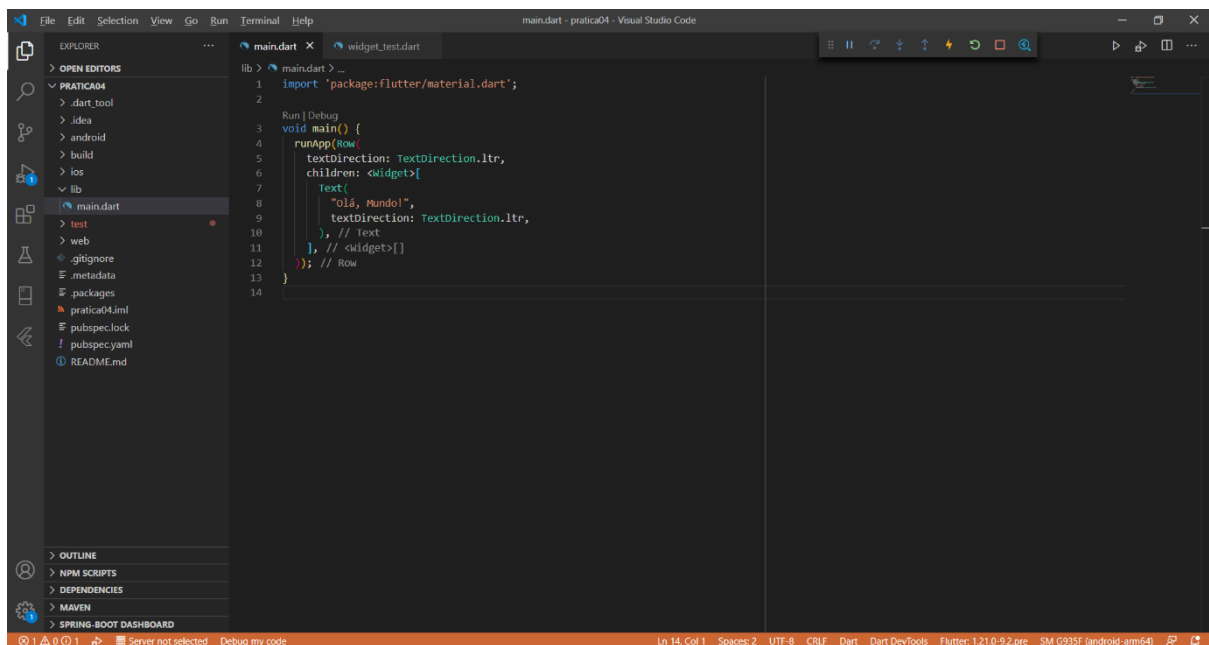 File Edit Selection View Go Run Terminal Help main.dart - pratica04 - Visual Studio Code
EXPLORER
OPEN EDITORS
PRATICA04
.dart_tool
.idea
android
build
ios
lib
main.dart
test
web
.gitignore
.metadata
.packages
pratica04.iml
pubspec.lock
pubspec.yaml
README.md
OUTLINE
NPM SCRIPTS
DEPENDENCIES
MAVEN
SPRING-BOOT DASHBOARD
main.dart widget_test.dart
lib > main.dart > ...
1 import 'package:flutter/material.dart';
2
Run | Debug
3 void main() {
4 runApp(Row(
5 textDirection: TextDirection.ltr,
6 children: <Widget>[
7 Text(
8 "Olá, Mundo!",
9 textDirection: TextDirection.ltr,
10 ), // Text
11 ], // <Widget>[]
12 )); // Row
13 }
14
1 0 1 Server not selected Debug my code Ln 14, Col 1 Spaces: 2 UTF-8 CRLF Dart Dart DevTools Flutter: 1.21.0-9.2.pre SM G935F (android-arm64)